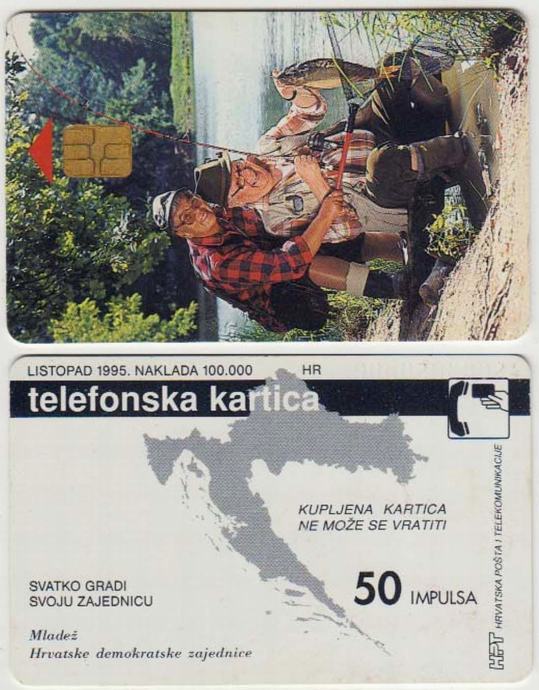 LISTOPAD 1995. NAKLADA 100.000 HR
telefonska kartica
KUPLJENA KARTICA
NE MOŽE SE VRATITI
50 IMPULSA
SVATKO GRADI
SVOJU ZAJEDNICU
Mladež
Hrvatske demokratske zajednice
HPT HRVATSKA POŠTA I TELEKOMUNIKACIJE